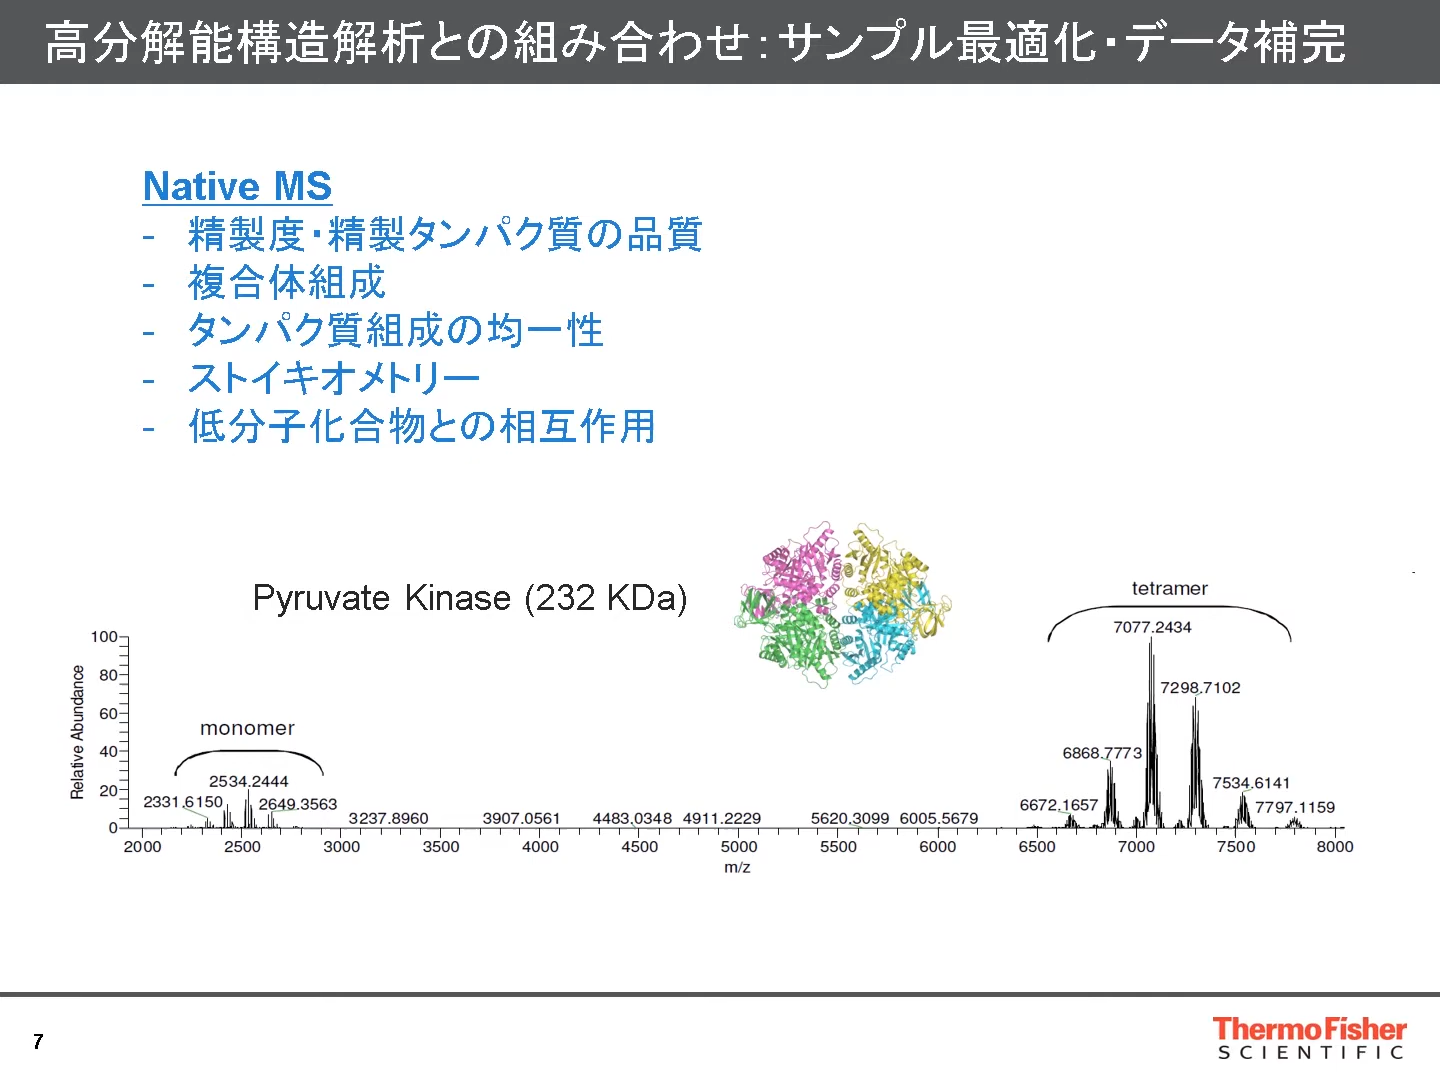 高分解能構造解析との組み合わせ：サンプル最適化・データ補完
Native MS
- 精製度・精製タンパク質の品質
- 複合体組成
- タンパク質組成の均一性
- ストイキオメトリー
- 低分子化合物との相互作用
Pyruvate Kinase (232 KDa)
tetramer
7077.2434
7298.7102
6868.7773
7534.6141
6672.1657
7797.1159
monomer
2534.2444
2331.6150
2649.3563
3237.8960 3907.0561 4483.0348 4911.2229 5620.3099 6005.5679
Relative Abundance
100
80
60
40
20
0
2000 2500 3000 3500 4000 4500 5000 5500 6000 6500 7000 7500 8000
m/z
7
ThermoFisher
SCIENTIFIC